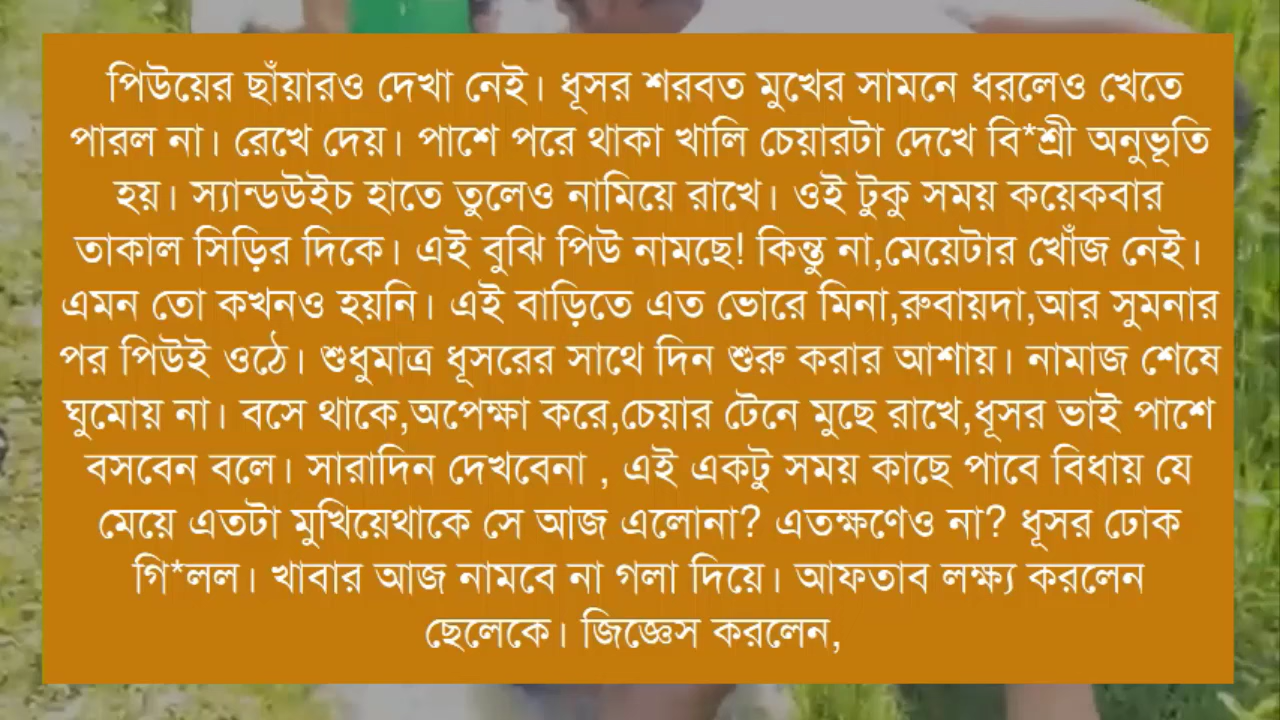 পিউয়ের ছাঁয়ারও দেখা নেই। ধূসর শরবত মুখের সামনে ধরলেও খেতে
পারল না। রেখে দেয়। পাশে পরে থাকা খালি চেয়ারটা দেখে বি*শ্রী অনুভূতি
হয়। স্যান্ডউইচ হাতে তুলেও নামিয়ে রাখে। ওই টুকু সময় কয়েকবার
তাকাল সিড়ির দিকে। এই বুঝি পিউ নামছে! কিন্তু না,মেয়েটার খোঁজ নেই।
এমন তো কখনও হয়নি। এই বাড়িতে এত ভোরে মিনা,রুবায়দা,আর সুমনার
পর পিউই ওঠে। শুধুমাত্র ধূসরের সাথে দিন শুরু করার আশায়। নামাজ শেষে
ঘুমোয় না। বসে থাকে,অপেক্ষা করে,চেয়ার টেনে মুছে রাখে,ধূসর ভাই পাশে
বসবেন বলে। সারাদিন দেখবেনা , এই একটু সময় কাছে পাবে বিধায় যে
মেয়ে এতটা মুখিয়েথাকে সে আজ এলোনা? এতক্ষণেও না? ধূসর ঢোক
গি*লল। খাবার আজ নামবে না গলা দিয়ে। আফতাব লক্ষ্য করলেন
ছেলেকে। জিজ্ঞেস করলেন,